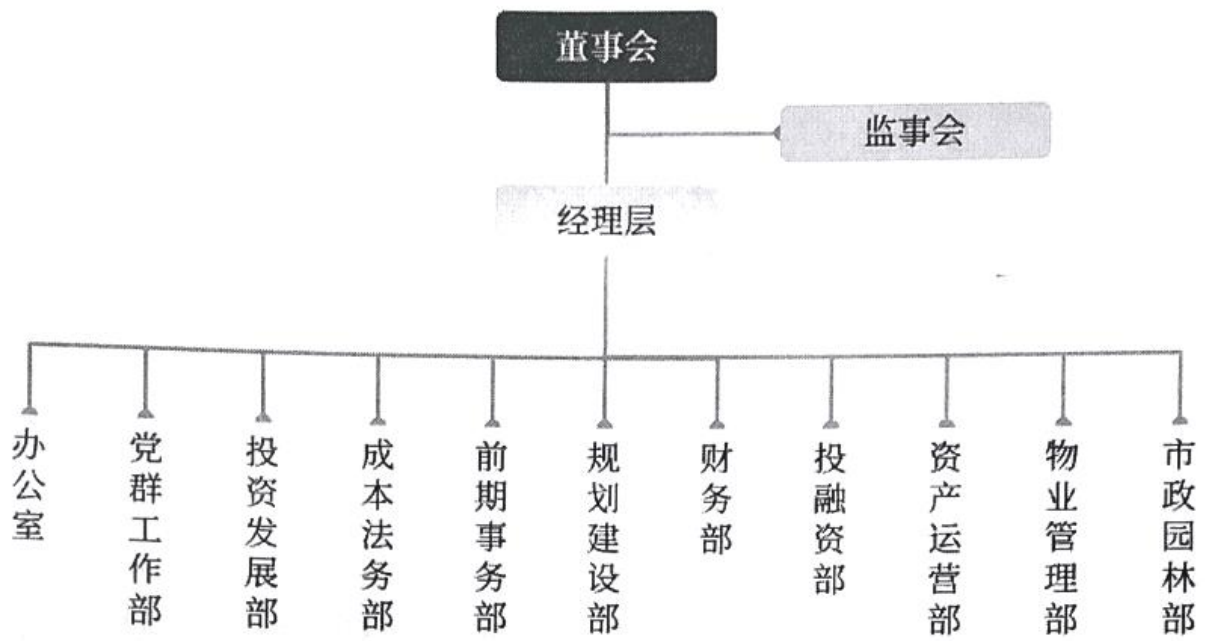 董事会
监事会
经理层
办公室
党群工作部
投资发展部
成本法务部
前期事务部
规划建设部
财务部
投融资部
资产运营部
物业管理部
市政园林部